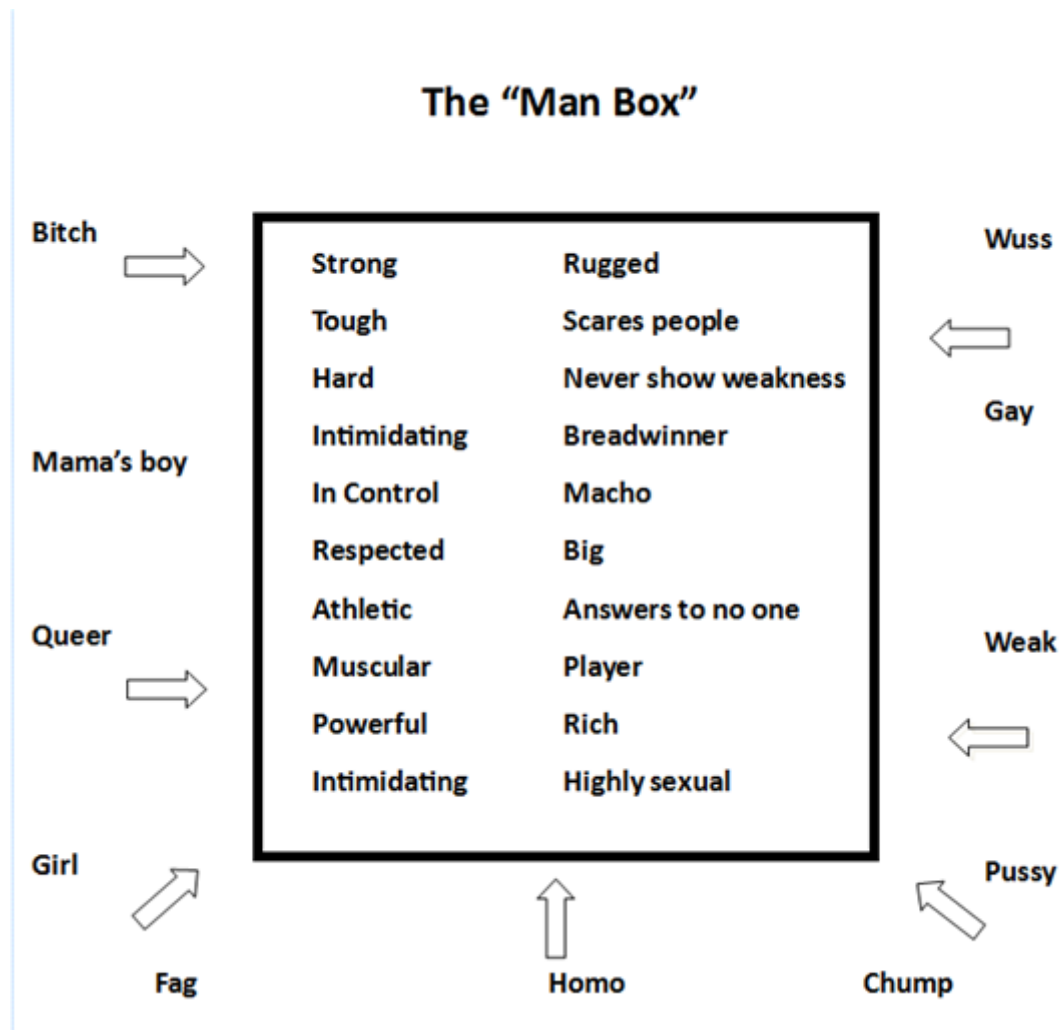 The “Man Box”
Bitch
Wuss
Strong Rugged
Tough Scares people
Hard Never show weakness
Gay
Intimidating Breadwinner
Mama’s boy
In Control Macho
Respected Big
Athletic Answers to no one
Queer
Weak
Muscular Player
Powerful Rich
Intimidating Highly sexual
Girl
Pussy
Fag Homo Chump